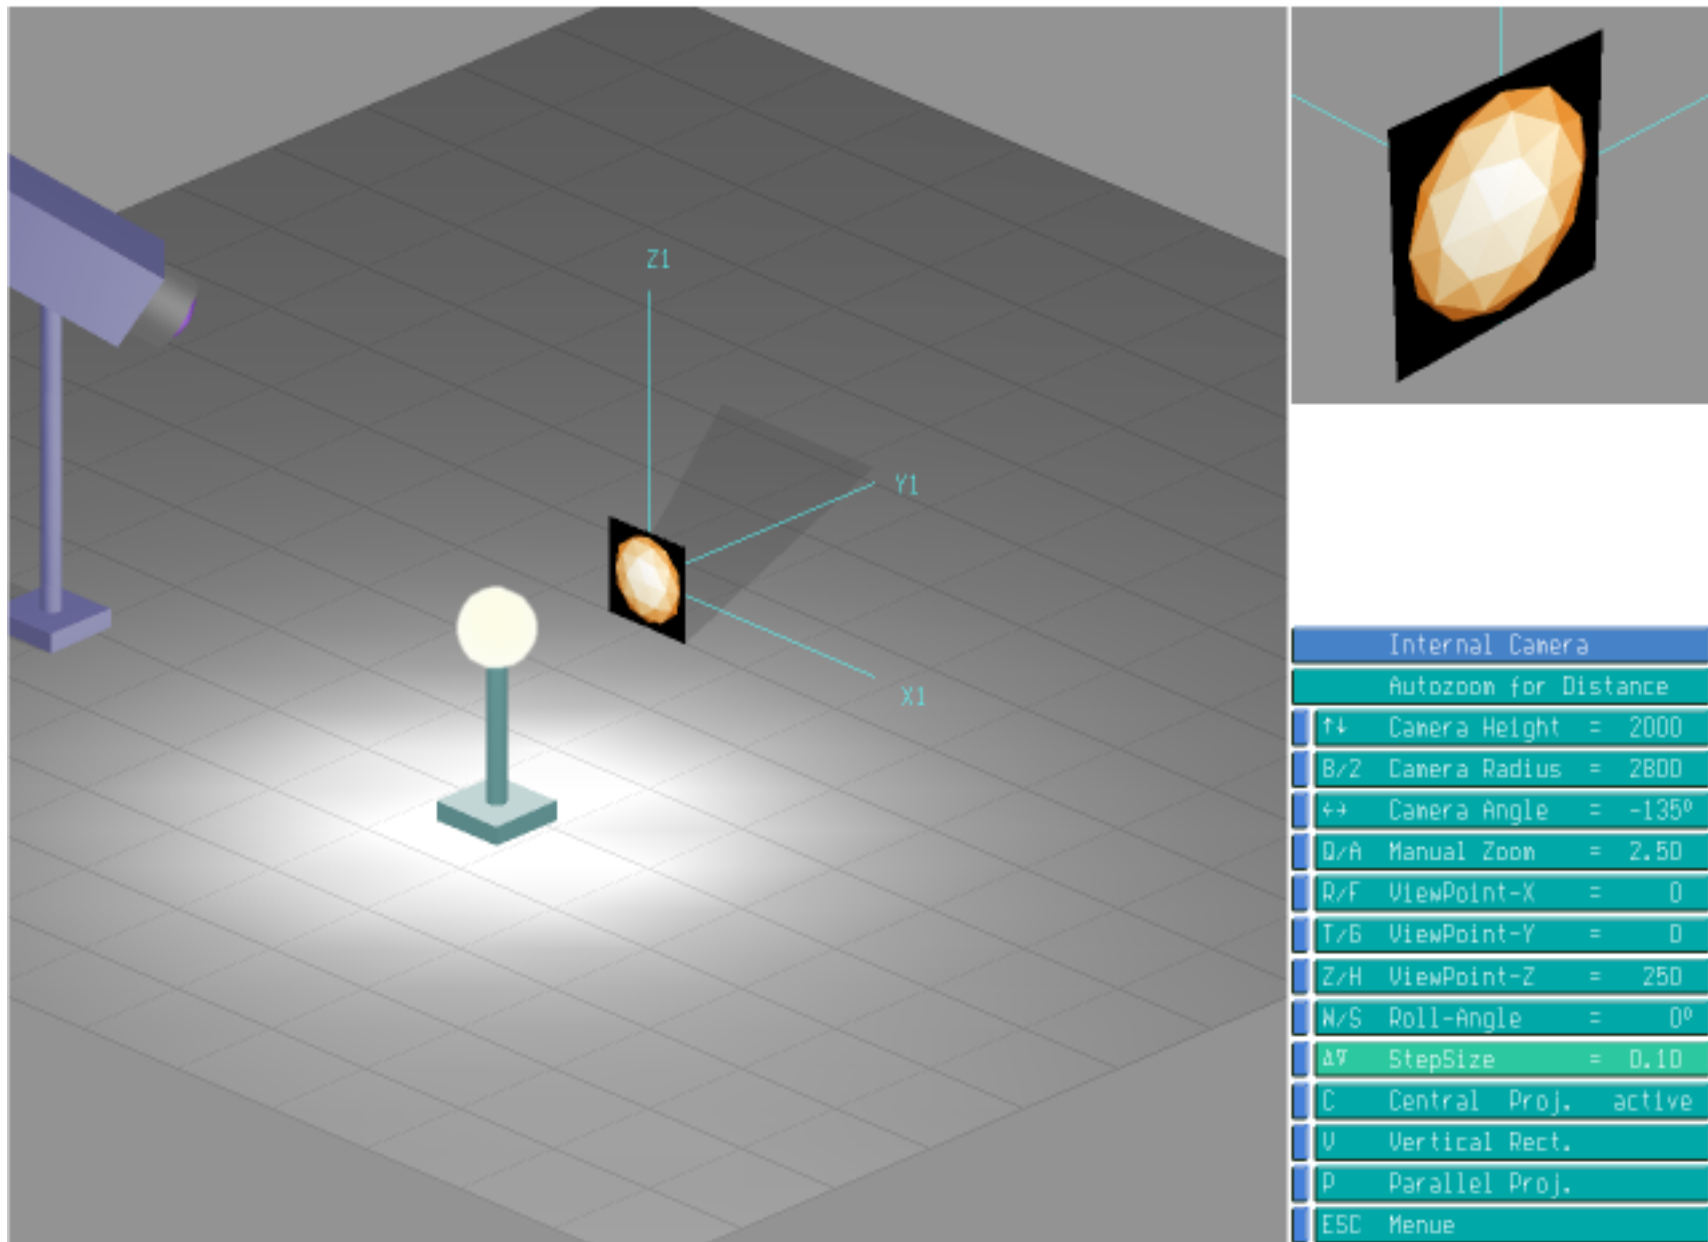 Z1
Y1
X1
Internal Camera
Autozoom for Distance
↑↓ Camera Height = 2000
B/2 Camera Radius = 2800
←→ Camera Angle = -135º
Q/A Manual Zoom = 2.50
R/F ViewPoint-X = 0
T/G ViewPoint-Y = 0
Z/H ViewPoint-Z = 250
W/S Roll-Angle = 0º
∆∇ StepSize = 0.10
C Central Proj. active
V Vertical Rect.
P Parallel Proj.
ESC Menue